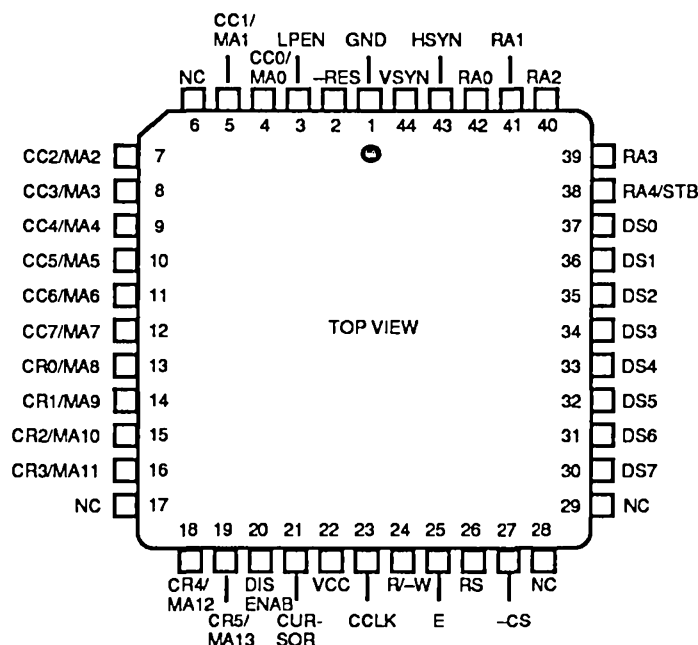 CC1/
MA1 LPEN GND HSYN RA1
NC CC0/
MA0 –RES VSYN RA0 RA2
6 5 4 3 2 1 44 43 42 41 40
CC2/MA2 7 39 RA3
CC3/MA3 8 38 RA4/STB
CC4/MA4 9 37 DS0
CC5/MA5 10 36 DS1
CC6/MA6 11 35 DS2
CC7/MA7 12 TOP VIEW 34 DS3
CR0/MA8 13 33 DS4
CR1/MA9 14 32 DS5
CR2/MA10 15 31 DS6
CR3/MA11 16 30 DS7
NC 17 29 NC
18 19 20 21 22 23 24 25 26 27 28
CR4/
MA12 DIS
ENAB VCC R/–W RS NC
CR5/
MA13 CUR-
SOR CCLK E –CS